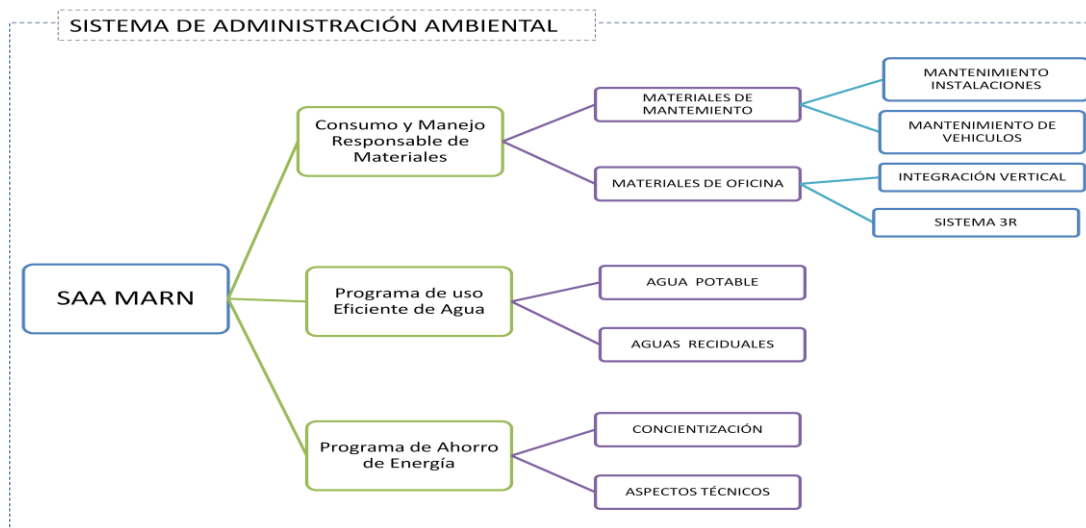 SISTEMA DE ADMINISTRACIÓN AMBIENTAL
SAA MARN
Consumo y Manejo
Responsable de
Materiales
MATERIALES DE
MANTEMIENTO
MANTENIMIENTO
INSTALACIONES
MANTENIMIENTO DE
VEHICULOS
MATERIALES DE OFICINA
INTEGRACIÓN VERTICAL
SISTEMA 3R
Programa de uso
Eficiente de Agua
AGUA POTABLE
AGUAS RECIDUALES
Programa de Ahorro
de Energía
CONCIENTIZACIÓN
ASPECTOS TÉCNICOS